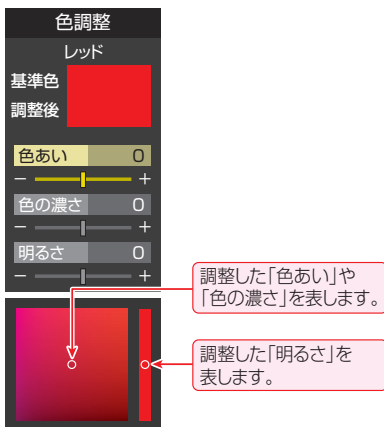 色調整
レッド
基準色
調整後
色あい 0
− +
色の濃さ 0
− +
明るさ 0
− +
調整した「色あい」や
「色の濃さ」を表します。
調整した「明るさ」を
表します。